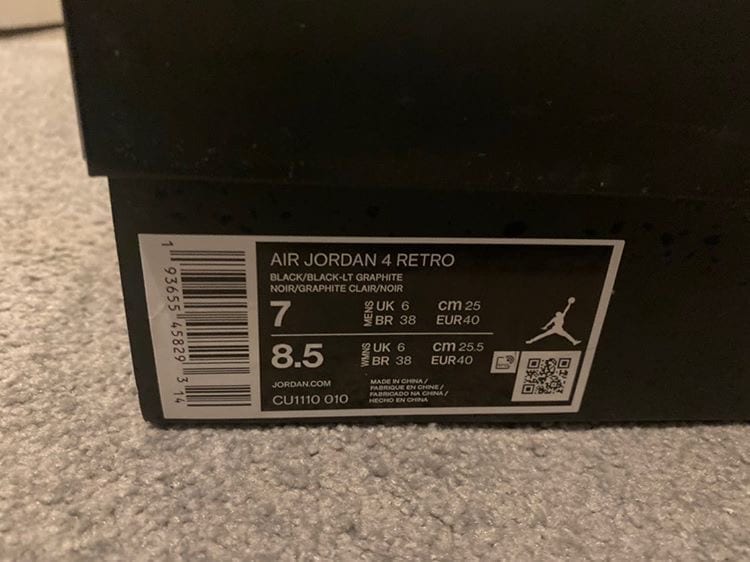 AIR JORDAN 4 RETRO
BLACK/BLACK-LT GRAPHITE
NOIR/GRAPHITE CLAIR/NOIR
7 MENS UK 6 cm 25
BR 38 EUR40
8.5 WMNS UK 6 cm 25.5
BR 38 EUR40
JORDAN.COM
CU1110 010
MADE IN CHINA /
FABRIQUE EN CHINE /
FABRICADO NA CHINA /
HECHO EN CHINA
1 93655 45829 3 14